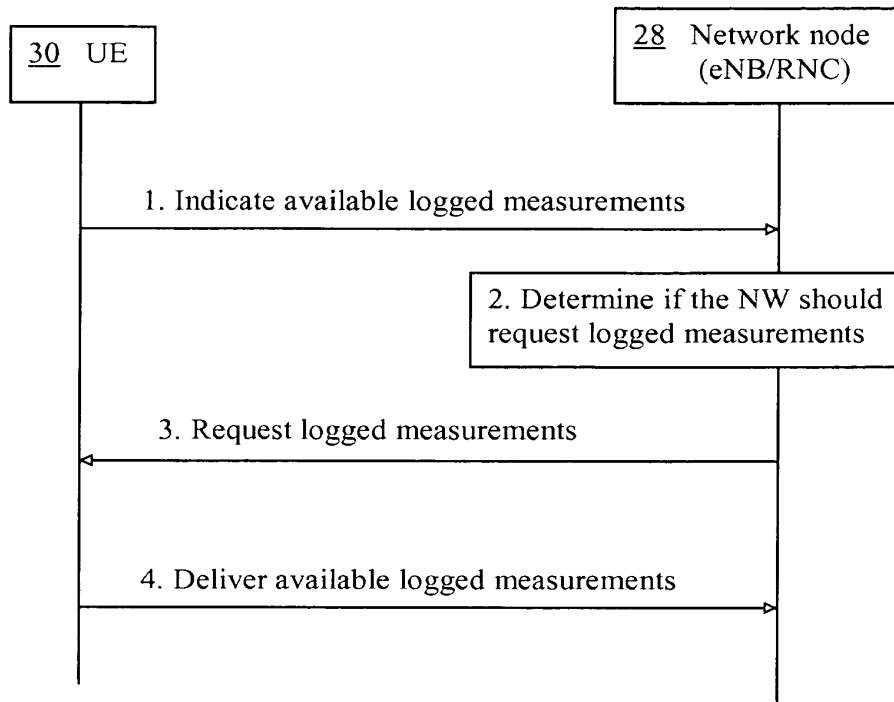 30 UE
28 Network node
(eNB/RNC)
1. Indicate available logged measurements
2. Determine if the NW should
request logged measurements
3. Request logged measurements
4. Deliver available logged measurements